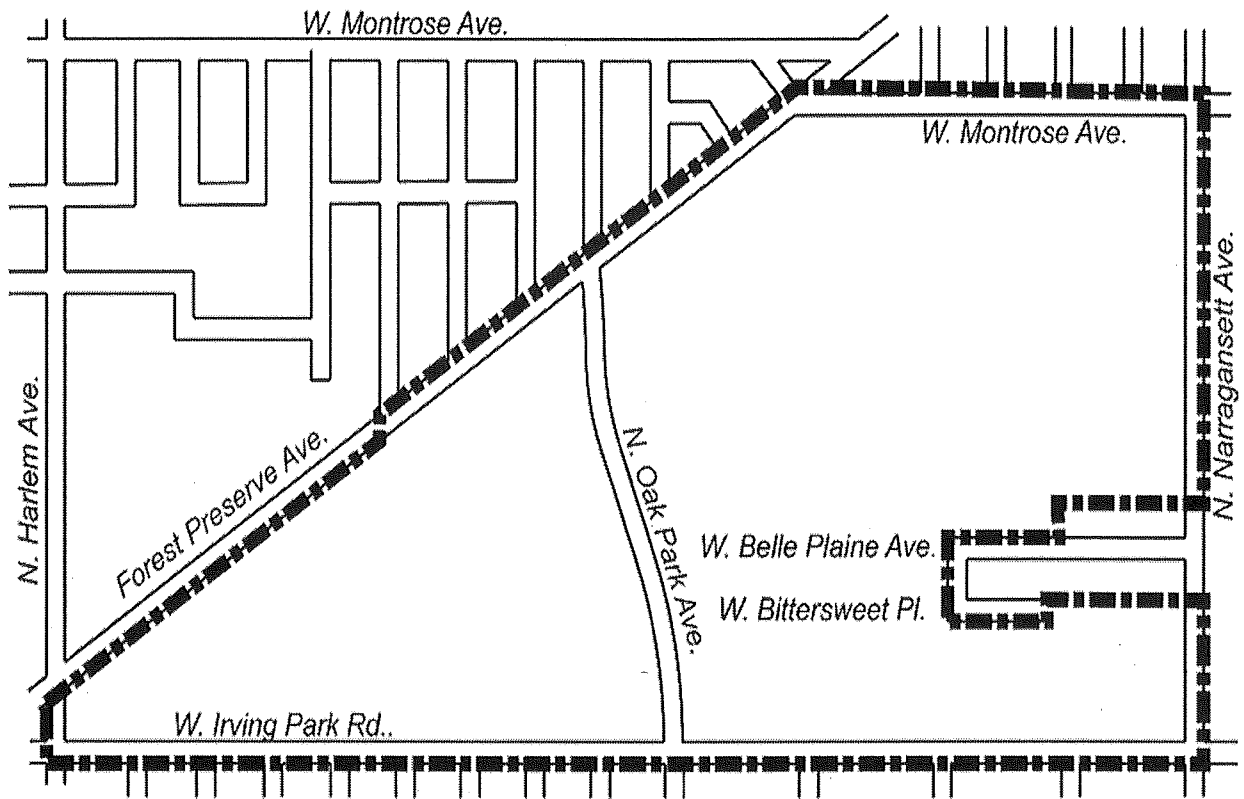 W. Montrose Ave.
W. Montrose Ave.
N. Harlem Ave.
Forest Preserve Ave.
N. Oak Park Ave.
N. Narragansett Ave.
W. Belle Plaine Ave.
W. Bittersweet Pl.
W. Irving Park Rd..